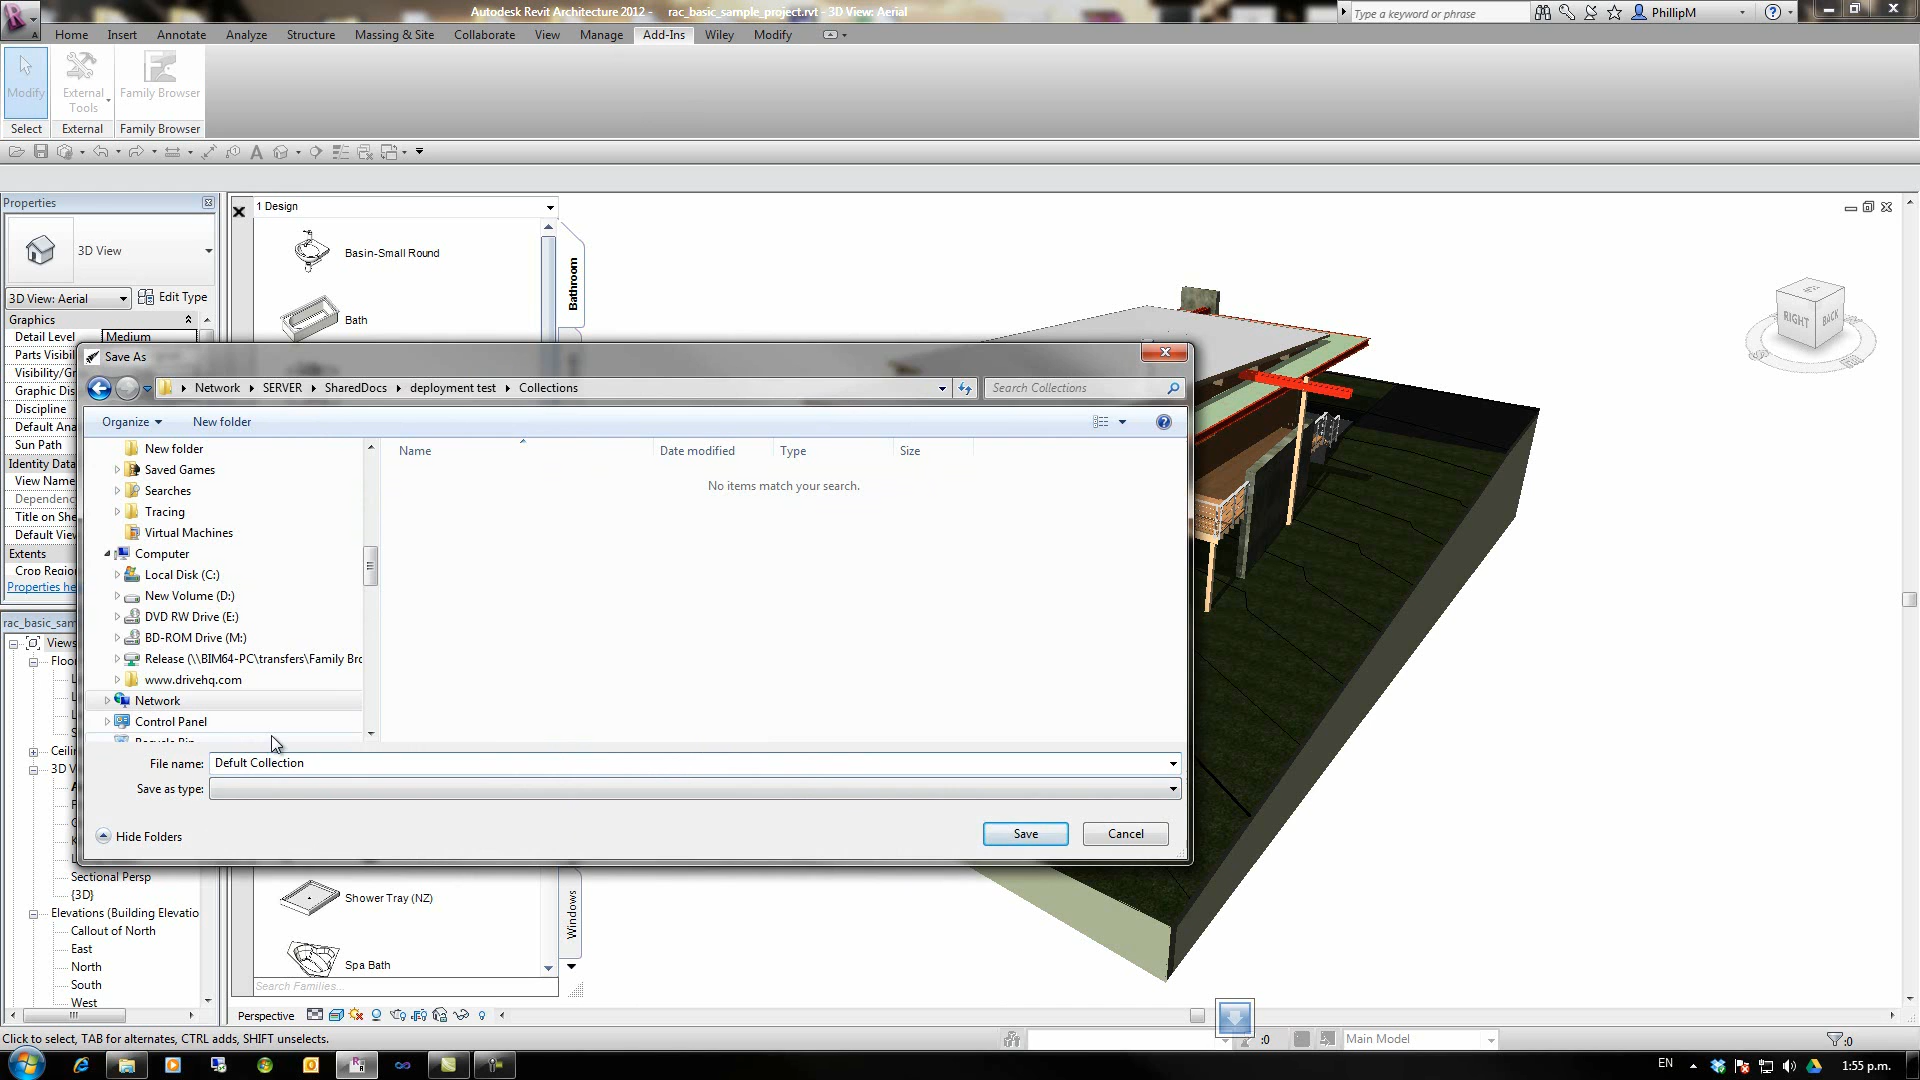 Autodesk Revit Architecture 2012 - rac_basic_sample_project.rvt - 3D View: Aerial
Type a keyword or phrase
PhillipM
Home Insert Annotate Analyze Structure Massing & Site Collaborate View Manage Add-Ins Wiley Modify
Modify
External Tools
Family Browser
Select External Family Browser
Properties
3D View
3D View: Aerial
Edit Type
Graphics
Detail Level Medium
Parts Visibil
Visibility/Gr
Graphic Dis
Discipline
Default Ana
Sun Path
Identity Data
View Name
Dependenc
Title on She
Default Viev
Extents
Crop Regio
Properties he
1 Design
Basin-Small Round
Bath
Bathroom
Save As
Network SERVER SharedDocs deployment test Collections
Search Collections
Organize New folder
Name Date modified Type Size
No items match your search.
New folder
Saved Games
Searches
Tracing
Virtual Machines
Computer
Local Disk (C:)
New Volume (D:)
DVD RW Drive (E:)
BD-ROM Drive (M:)
Release (\\BIM64-PC\transfers\Family Bro
www.drivehq.com
Network
Control Panel
File name: Defult Collection
Save as type:
Hide Folders
Save Cancel
rac_basic_sam
Views
Floo
Ceilin
3D V
Sectional Persp
{3D}
Elevations (Building Elevatio
Callout of North
East
North
South
West
Shower Tray (NZ)
Spa Bath
Windows
Search Families...
RIGHT BACK
Perspective
Click to select, TAB for alternates, CTRL adds, SHIFT unselects.
:0
Main Model
:0
EN
1:55 p.m.